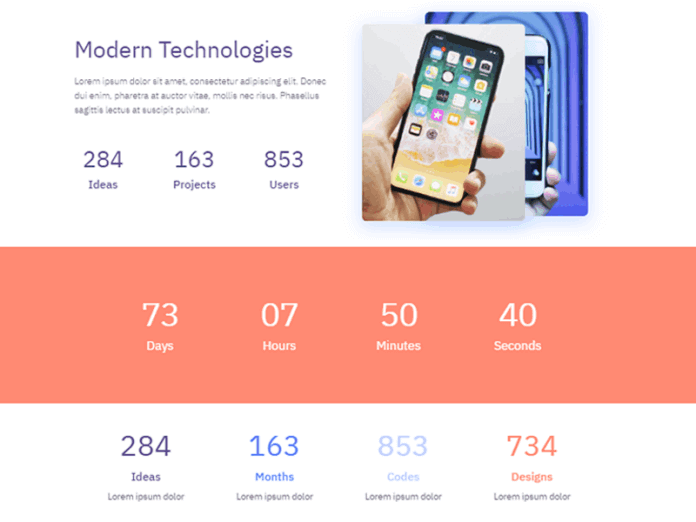 Modern Technologies
Lorem ipsum dolor sit amet, consectetur adipiscing elit. Donec
dui enim, pharetra at auctor vitae, mollis nec risus. Phasellus
sagittis lectus at suscipit pulvinar.
284 163 853
Ideas Projects Users
73 07 50 40
Days Hours Minutes Seconds
284 163 853 734
Ideas Months Codes Designs
Lorem ipsum dolor Lorem ipsum dolor Lorem ipsum dolor Lorem ipsum dolor